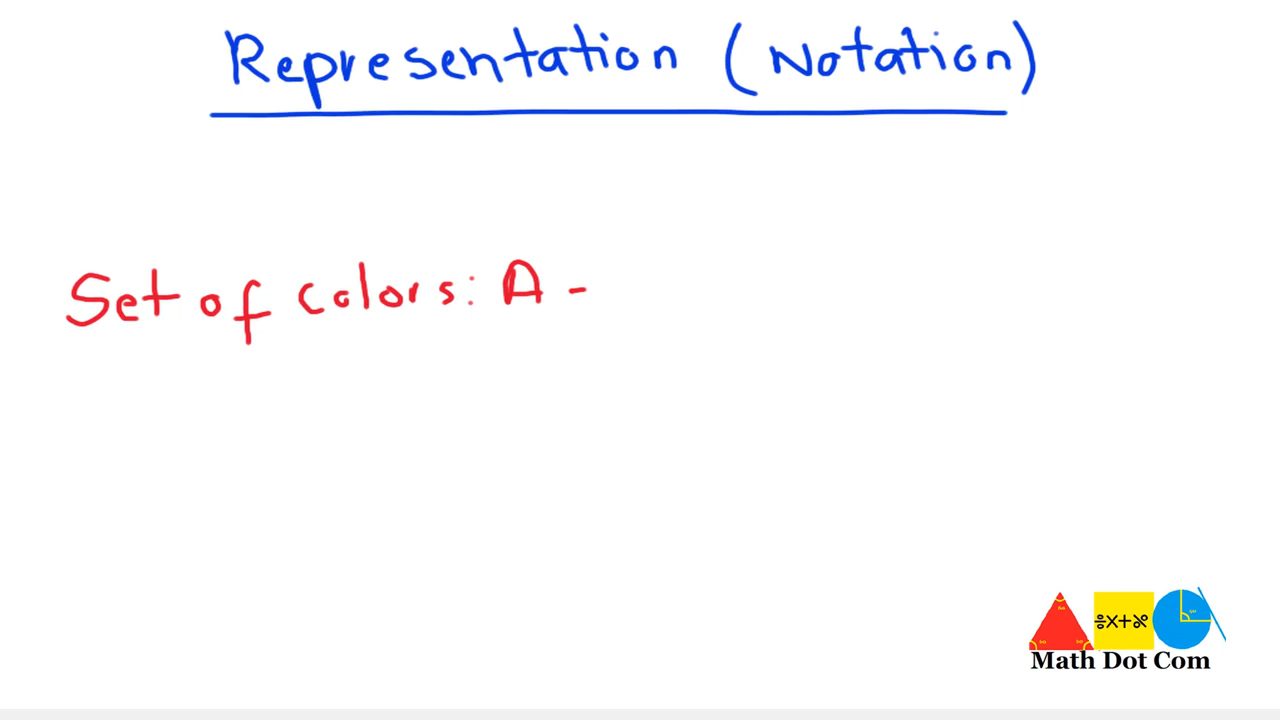 Representation (Notation)
Set of colors: A -
÷×+%
Math Dot Com